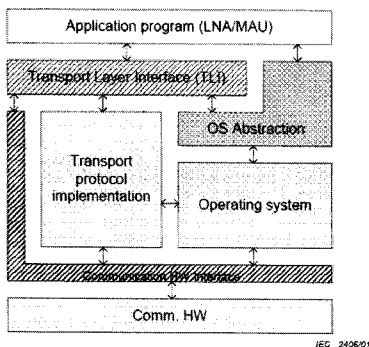 Application program (LNA/MAU)
Transport Layer Interface (TLI)
OS Abstraction
Transport
protocol
implementation
Operating system
Communication HW Interface
Comm. HW
IEC 2406/01